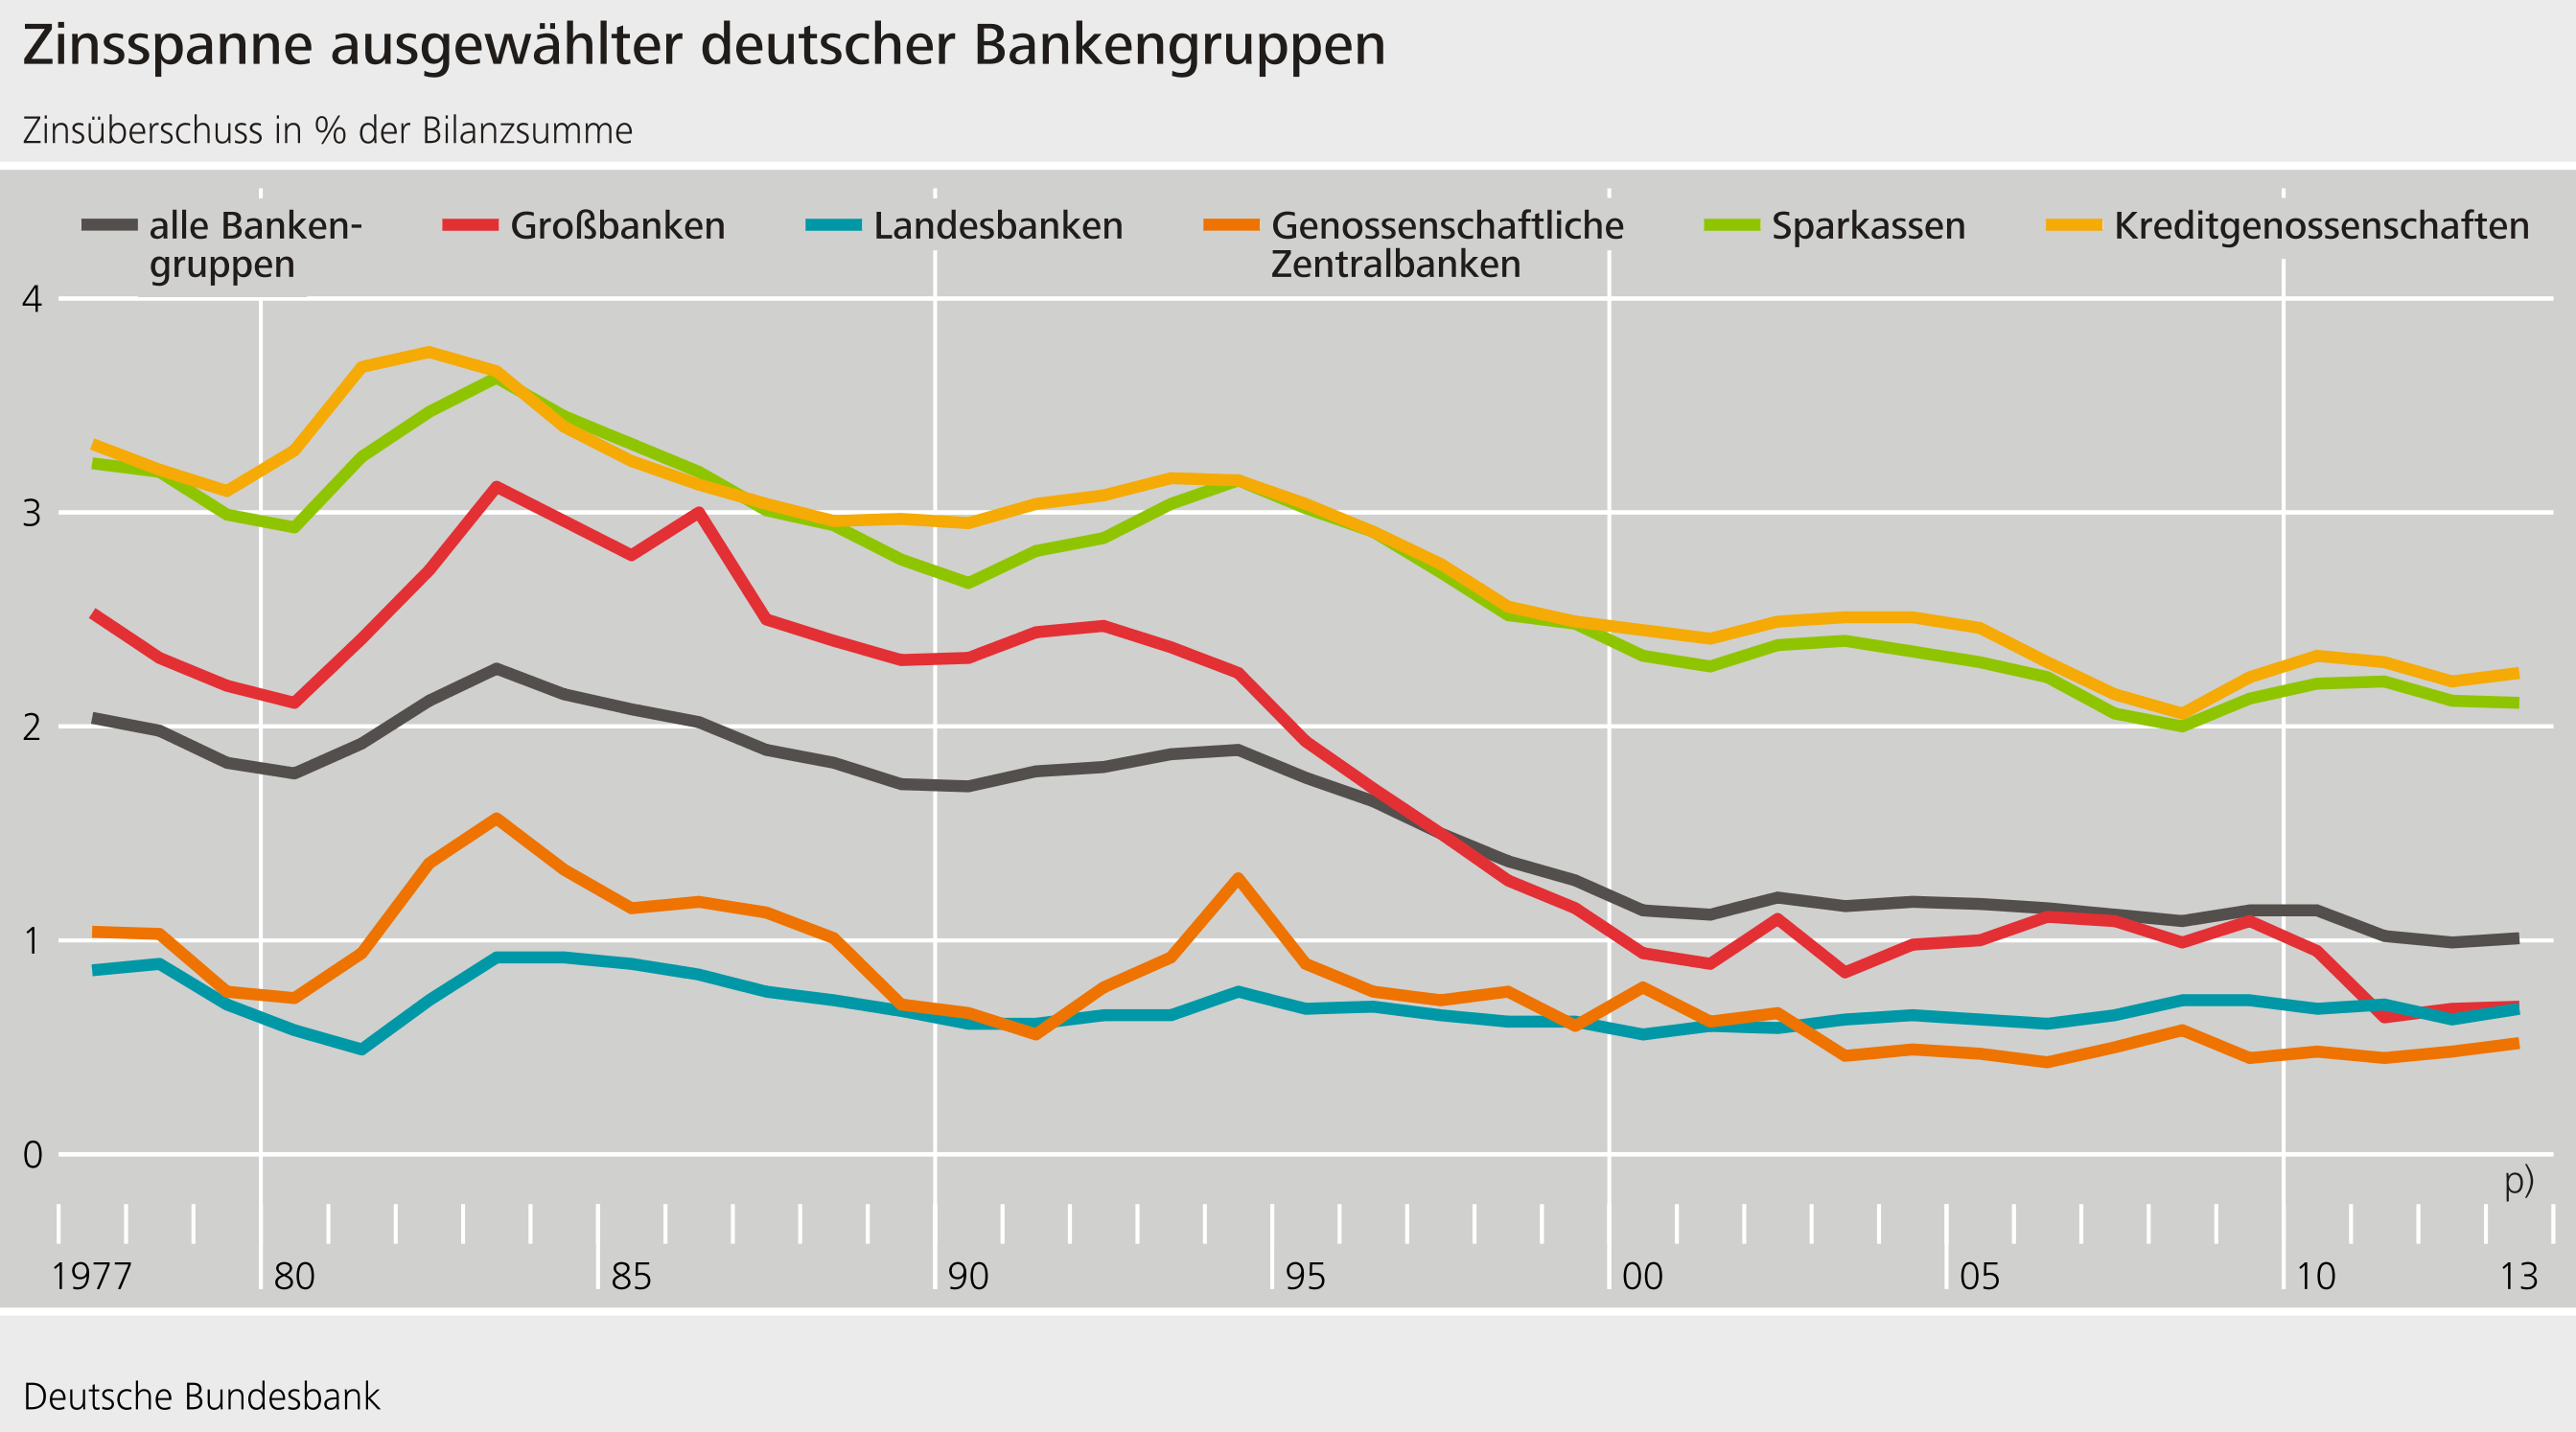 Zinsspanne ausgewählter deutscher Bankengruppen
Zinsüberschuss in % der Bilanzsumme
alle Banken-
gruppen
Großbanken
Landesbanken
Genossenschaftliche
Zentralbanken
Sparkassen
Kreditgenossenschaften
4
3
2
1
0
p)
1977 80 85 90 95 00 05 10 13
Deutsche Bundesbank